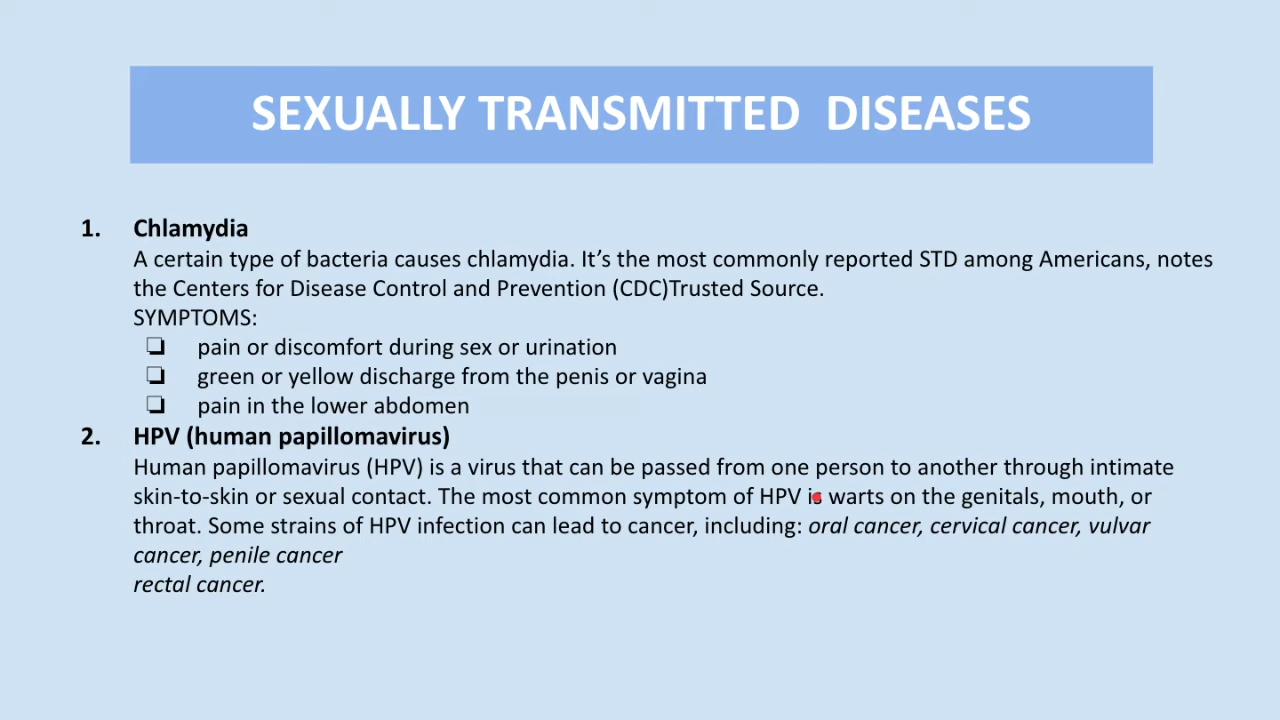 SEXUALLY TRANSMITTED DISEASES
1. Chlamydia
A certain type of bacteria causes chlamydia. It’s the most commonly reported STD among Americans, notes
the Centers for Disease Control and Prevention (CDC)Trusted Source.
SYMPTOMS:
❏ pain or discomfort during sex or urination
❏ green or yellow discharge from the penis or vagina
❏ pain in the lower abdomen
2. HPV (human papillomavirus)
Human papillomavirus (HPV) is a virus that can be passed from one person to another through intimate
skin-to-skin or sexual contact. The most common symptom of HPV is warts on the genitals, mouth, or
throat. Some strains of HPV infection can lead to cancer, including: oral cancer, cervical cancer, vulvar
cancer, penile cancer
rectal cancer.